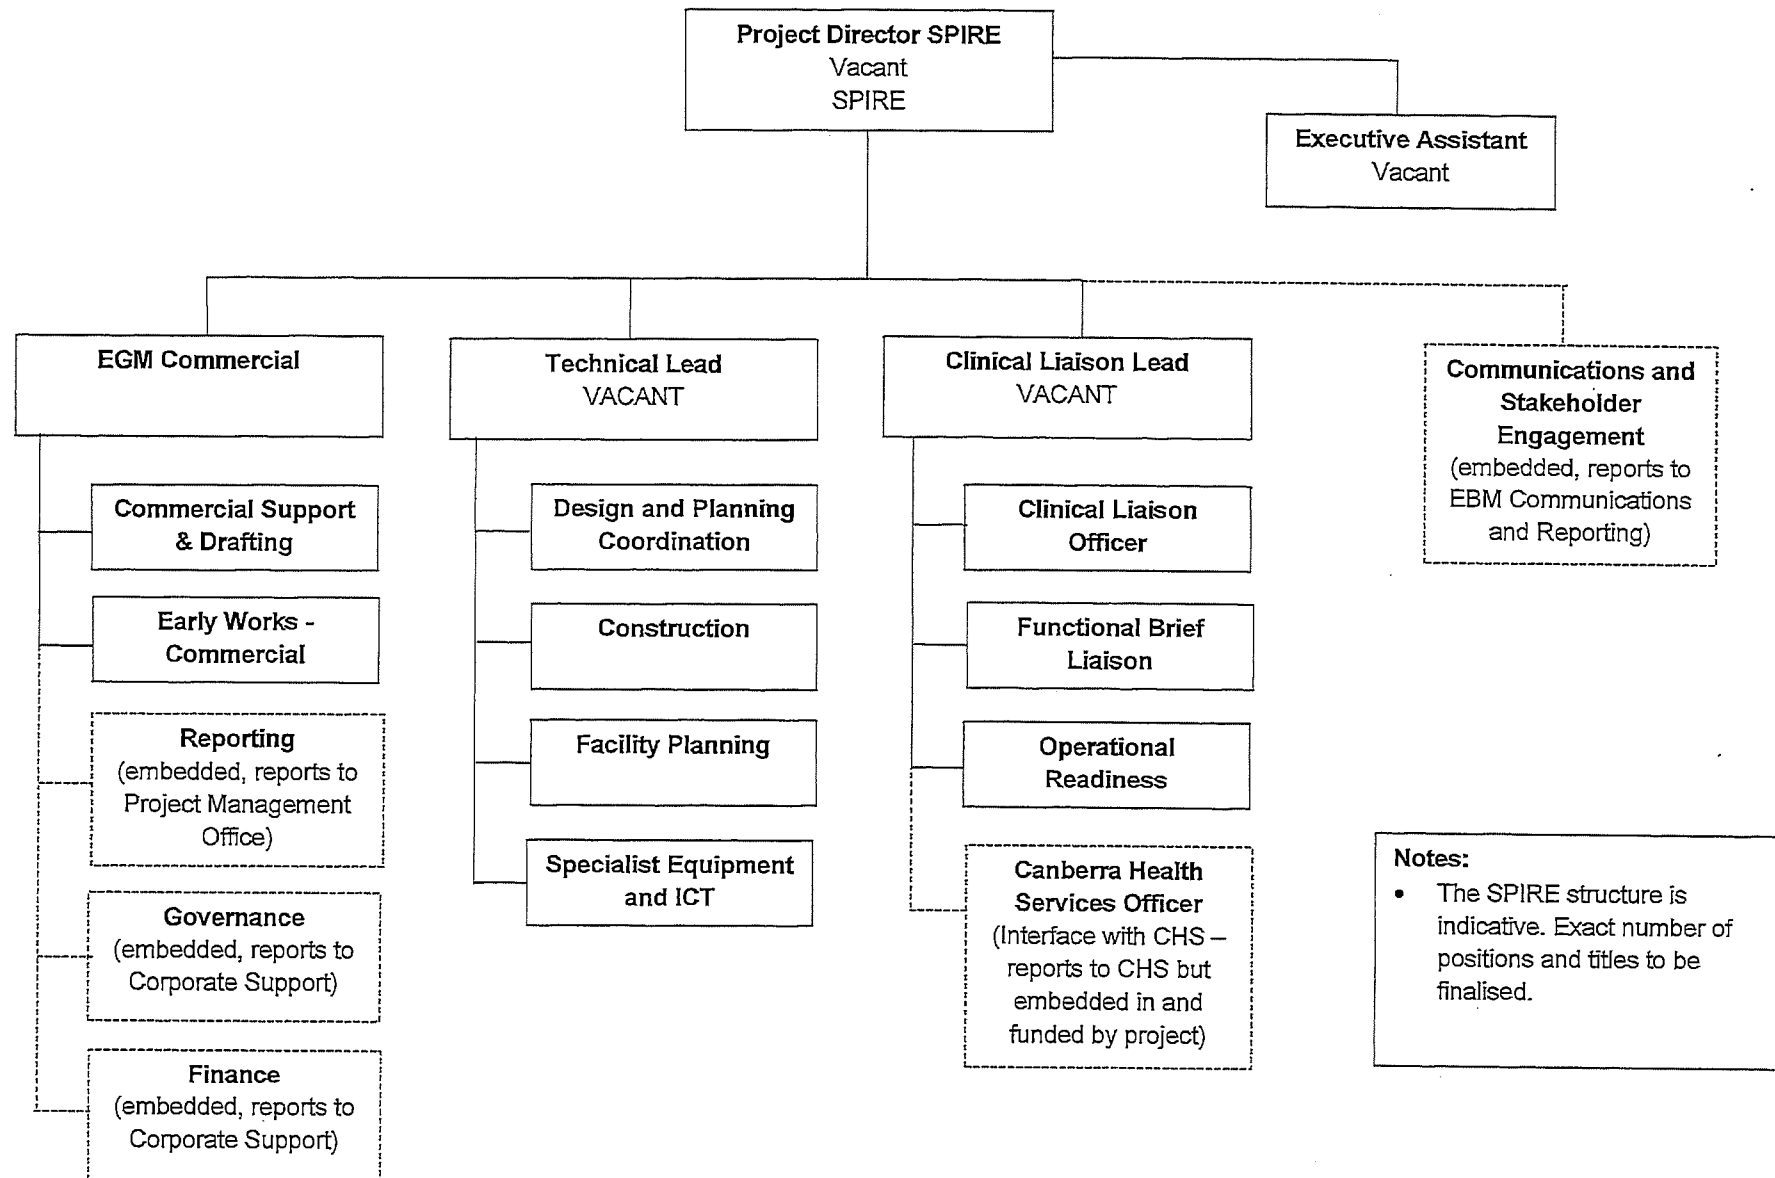 Project Director SPIRE
Vacant
SPIRE
Executive Assistant
Vacant
EGM Commercial
Commercial Support
& Drafting
Early Works -
Commercial
Reporting
(embedded, reports to
Project Management
Office)
Governance
(embedded, reports to
Corporate Support)
Finance
(embedded, reports to
Corporate Support)
Technical Lead
VACANT
Design and Planning
Coordination
Construction
Facility Planning
Specialist Equipment
and ICT
Clinical Liaison Lead
VACANT
Clinical Liaison
Officer
Functional Brief
Liaison
Operational
Readiness
Canberra Health
Services Officer
(Interface with CHS –
reports to CHS but
embedded in and
funded by project)
Communications and
Stakeholder
Engagement
(embedded, reports to
EBM Communications
and Reporting)
Notes:
• The SPIRE structure is
indicative. Exact number of
positions and titles to be
finalised.